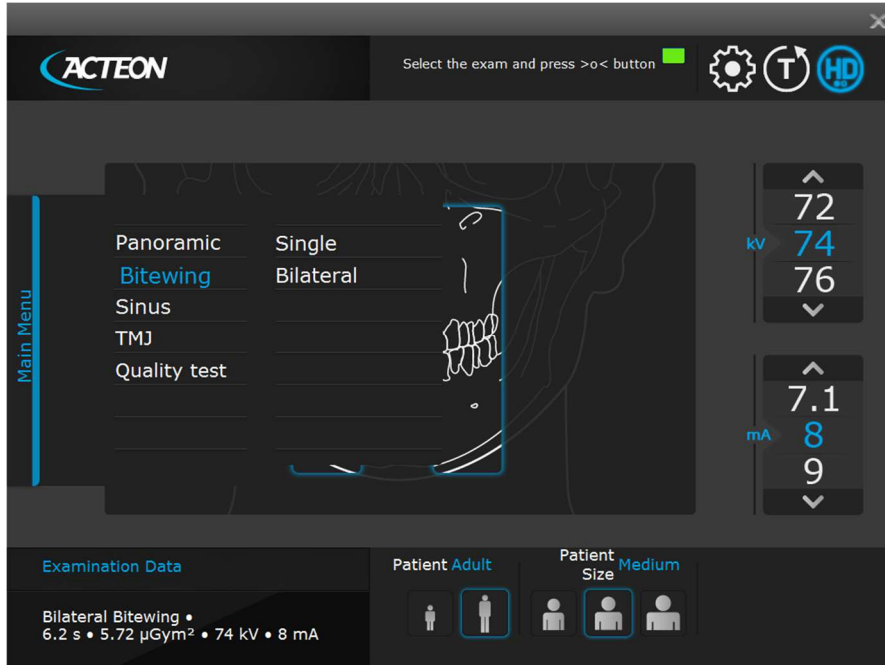 ACTEON
Select the exam and press >o< button
T
HD
Main Menu
Panoramic
Bitewing
Sinus
TMJ
Quality test
Single
Bilateral
kV
72
74
76
mA
7.1
8
9
Examination Data
Bilateral Bitewing •
6.2 s • 5.72 µGym² • 74 kV • 8 mA
Patient Adult
Patient
Size Medium